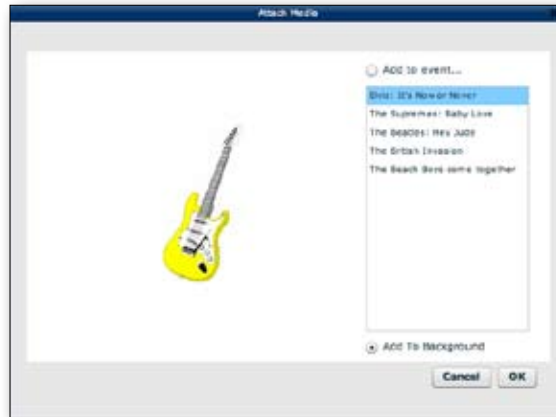 Attach Media
Add to event...
Elvis: It's Now or Never
The Supremes: Baby Love
The Beatles: Hey Jude
The British Invasion
The Beach Boys come together
Add To Background
Cancel
OK